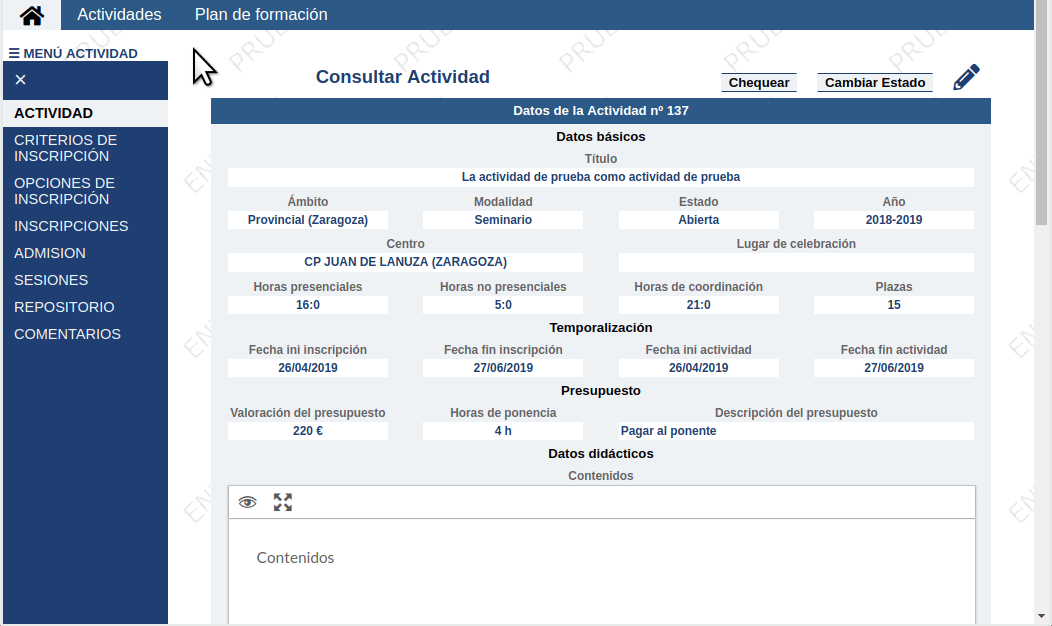 Actividades Plan de formación
MENÚ ACTIVIDAD
ACTIVIDAD
CRITERIOS DE
INSCRIPCIÓN
OPCIONES DE
INSCRIPCIÓN
INSCRIPCIONES
ADMISION
SESIONES
REPOSITORIO
COMENTARIOS
Consultar Actividad
Chequear Cambiar Estado
Datos de la Actividad nº 137
Datos básicos
Título
La actividad de prueba como actividad de prueba
Ámbito Modalidad Estado Año
Provincial (Zaragoza) Seminario Abierta 2018-2019
Centro Lugar de celebración
CP JUAN DE LANUZA (ZARAGOZA)
Horas presenciales Horas no presenciales Horas de coordinación Plazas
16:0 5:0 21:0 15
Temporalización
Fecha ini inscripción Fecha fin inscripción Fecha ini actividad Fecha fin actividad
26/04/2019 27/06/2019 26/04/2019 27/06/2019
Presupuesto
Valoración del presupuesto Horas de ponencia Descripción del presupuesto
220 € 4 h Pagar al ponente
Datos didácticos
Contenidos
Contenidos